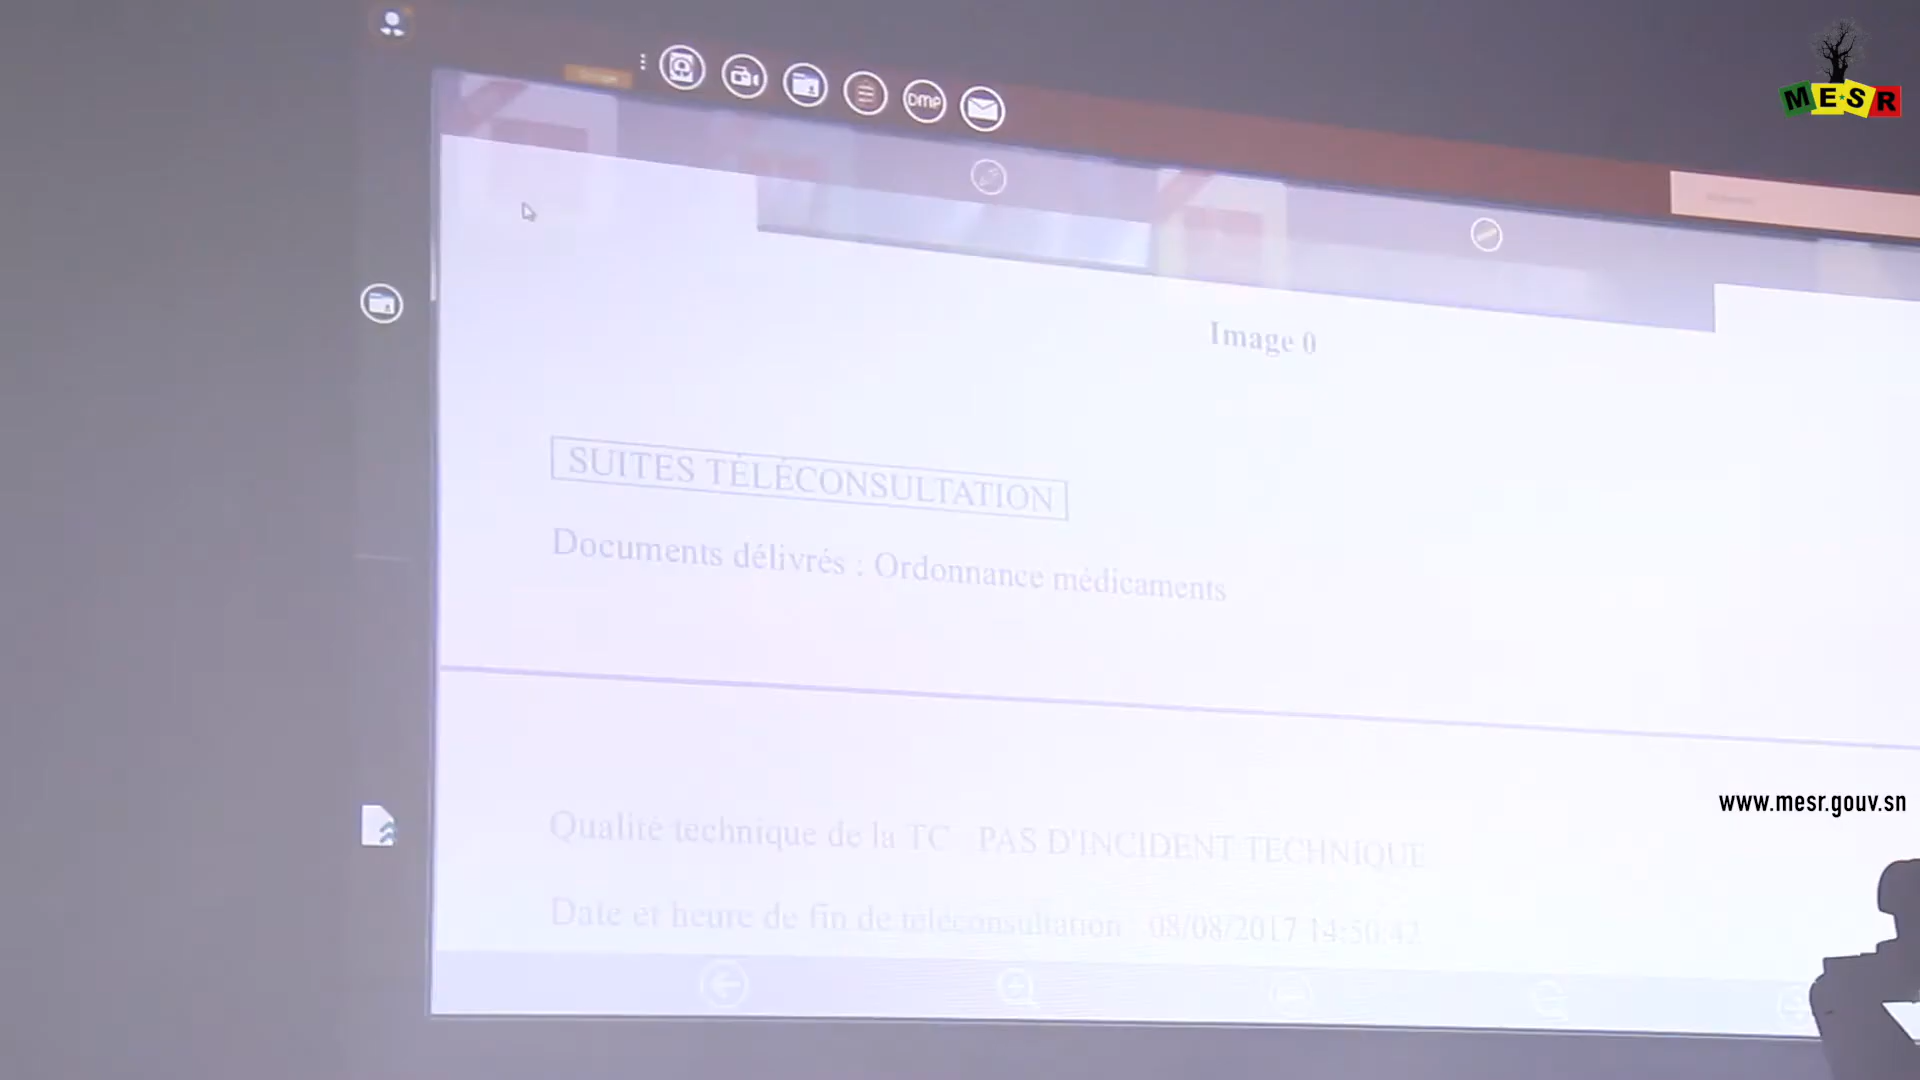 MESR
DMP
Image 0
SUITES TÉLÉCONSULTATION
Documents délivrés : Ordonnance médicaments
www.mesr.gouv.sn
Qualité technique de la TC : PAS D'INCIDENT TECHNIQUE
Date et heure de fin de téléconsultation : 08/08/2017 14:50:42